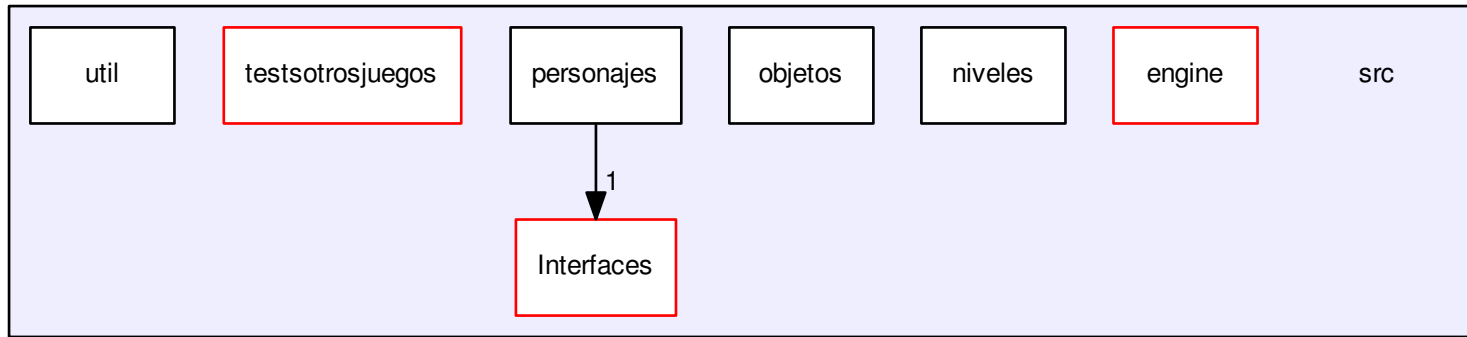 util
testsotrosjuegos
personajes
objetos
niveles
engine
src
1
Interfaces